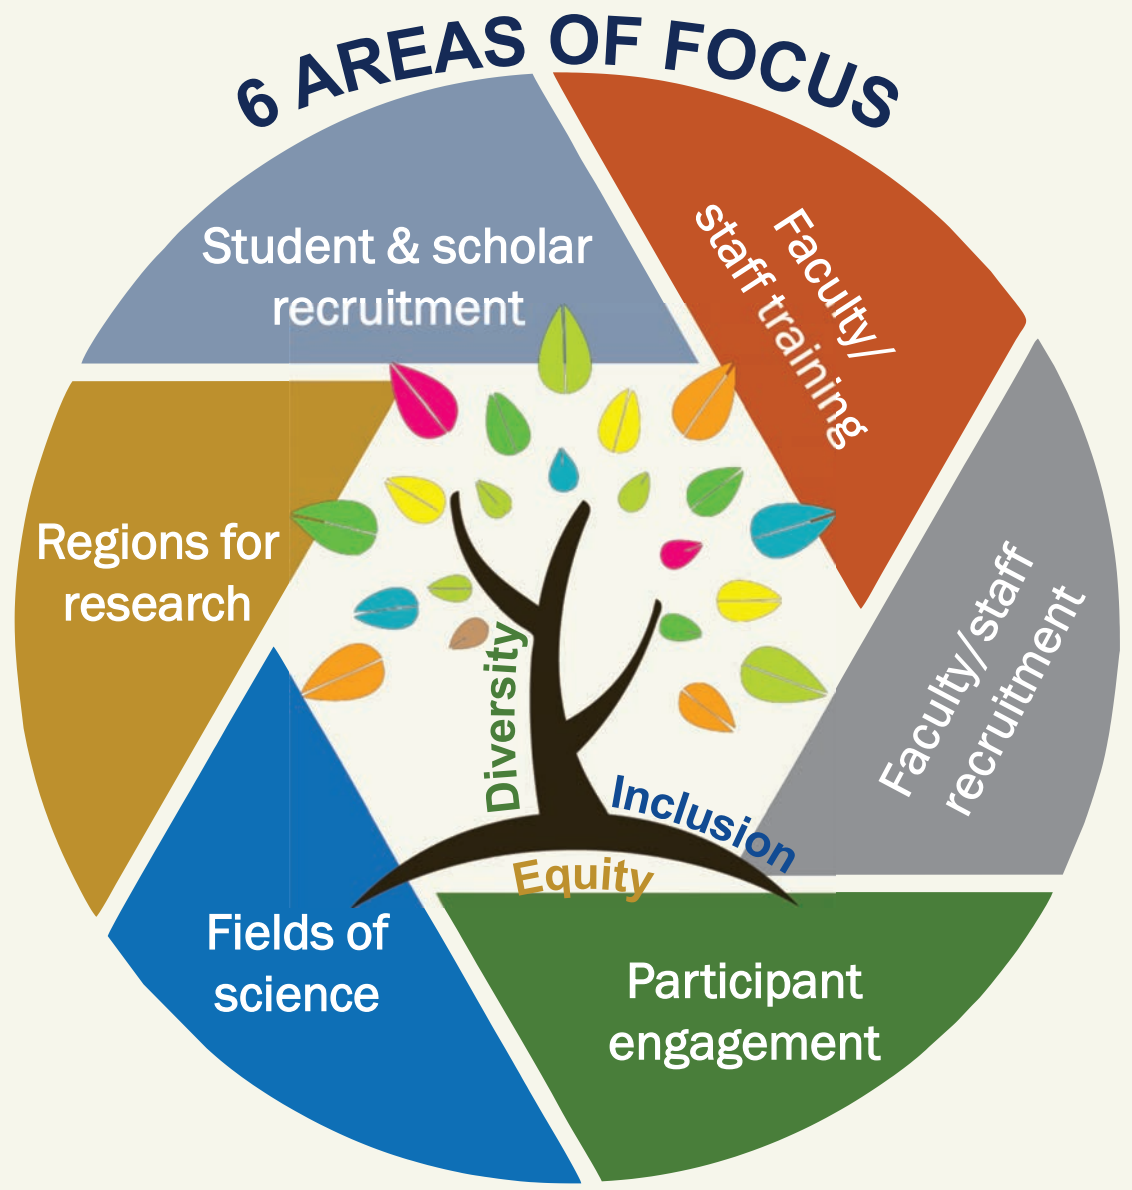 6 AREAS OF FOCUS
Student & scholar
recruitment
Faculty/
staff training
Faculty/staff
recruitment
Participant
engagement
Fields of
science
Regions for
research
Diversity
Inclusion
Equity